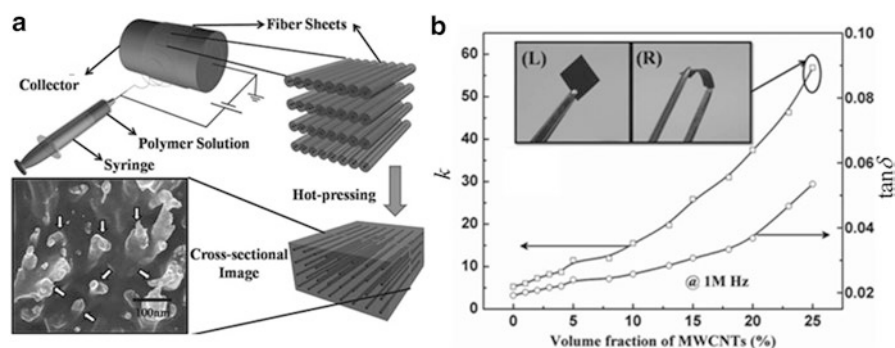 a
Fiber Sheets
Collector
Polymer Solution
Syringe
Hot-pressing
Cross-sectional
Image
100nm
b
60
50
40
30
20
10
0
k
(L)
(R)
0.10
0.08
0.06
0.04
0.02
tanδ
@ 1M Hz
0
5
10
15
20
25
Volume fraction of MWCNTs (%)